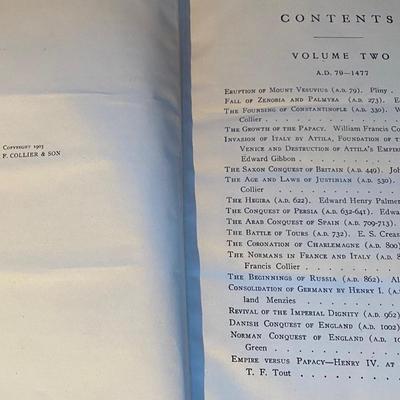 Copyright 1903
F. COLLIER & SON
CONTENTS
VOLUME TWO
A.D. 79—1477
Eruption of Mount Vesuvius (a.d. 79). Pliny .
Fall of Zenobia and Palmyra (a.d. 273). E
The Founding of Constantinople (a.d. 330). W
Collier . . . . . . . . . . .
The Growth of the Papacy. William Francis Co
Invasion of Italy by Attila, Foundation of
Venice and Destruction of Attila's Empire
Edward Gibbon . . . . . . .
The Saxon Conquest of Britain (a.d. 449). Joh
The Age and Laws of Justinian (a.d. 530).
Collier . . . . . . . . . . .
The Hegira (a.d. 622). Edward Henry Palmer
The Conquest of Persia (a.d. 632-641). Edwa
The Arab Conquest of Spain (a.d. 709-713).
The Battle of Tours (a.d. 732). E. S. Creas
The Coronation of Charlemagne (a.d. 800)
The Normans in France and Italy (a.d. 8
Francis Collier . . . . . . .
The Beginnings of Russia (a.d. 862). Al
Consolidation of Germany by Henry I. (a.
land Menzies . . . . . . .
Revival of the Imperial Dignity (a.d. 962)
Danish Conquest of England (a.d. 1002)
Norman Conquest of England (a.d. 10
Green . . . . . . . . .
Empire versus Papacy—Henry IV. at
T. F. Tout . . . . . . .